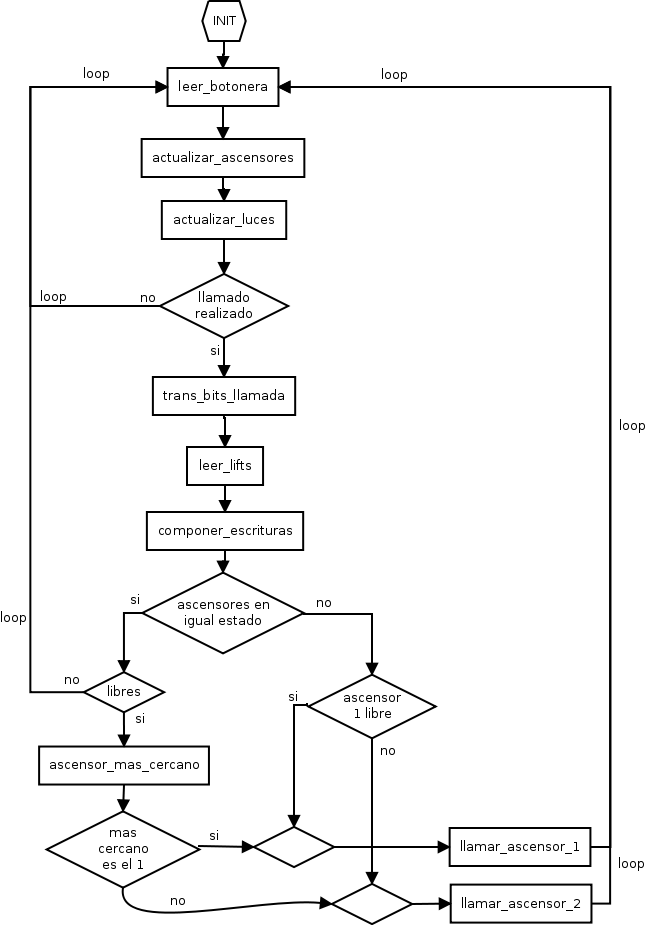 INIT
loop
loop
leer_botonera
actualizar_ascensores
actualizar_luces
loop
no
llamado
realizado
si
trans_bits_llamada
loop
leer_lifts
componer_escrituras
si
ascensores en
igual estado
no
loop
no
libres
si
ascensor
1 libre
si
no
ascensor_mas_cercano
mas
cercano
es el 1
si
llamar_ascensor_1
loop
no
llamar_ascensor_2